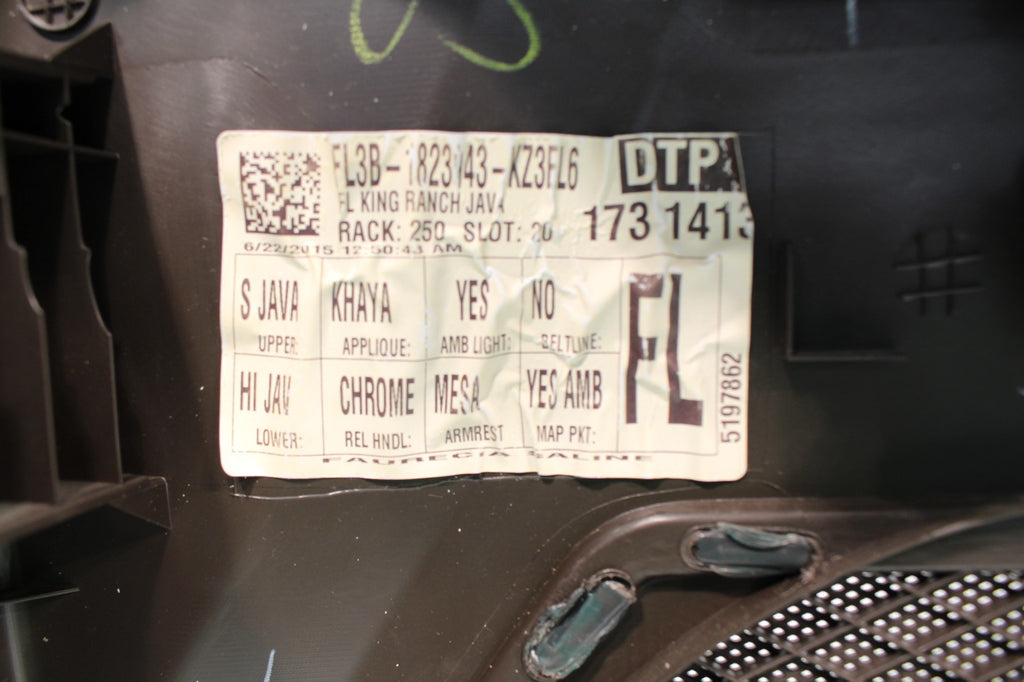 FL3B-1823943-KZ3FL6
DTP
FL KING RANCH JAVA
RACK: 250 SLOT: 20
173 1413
6/22/2015 12:50:43 AM
S JAVA KHAYA YES NO
UPPER: APPLIQUE: AMB LIGHT: BELTLINE:
FL
HI JAV CHROME MESA YES AMB
LOWER: REL HNDL: ARMREST MAP PKT:
5197862
FAURECIA SALINE